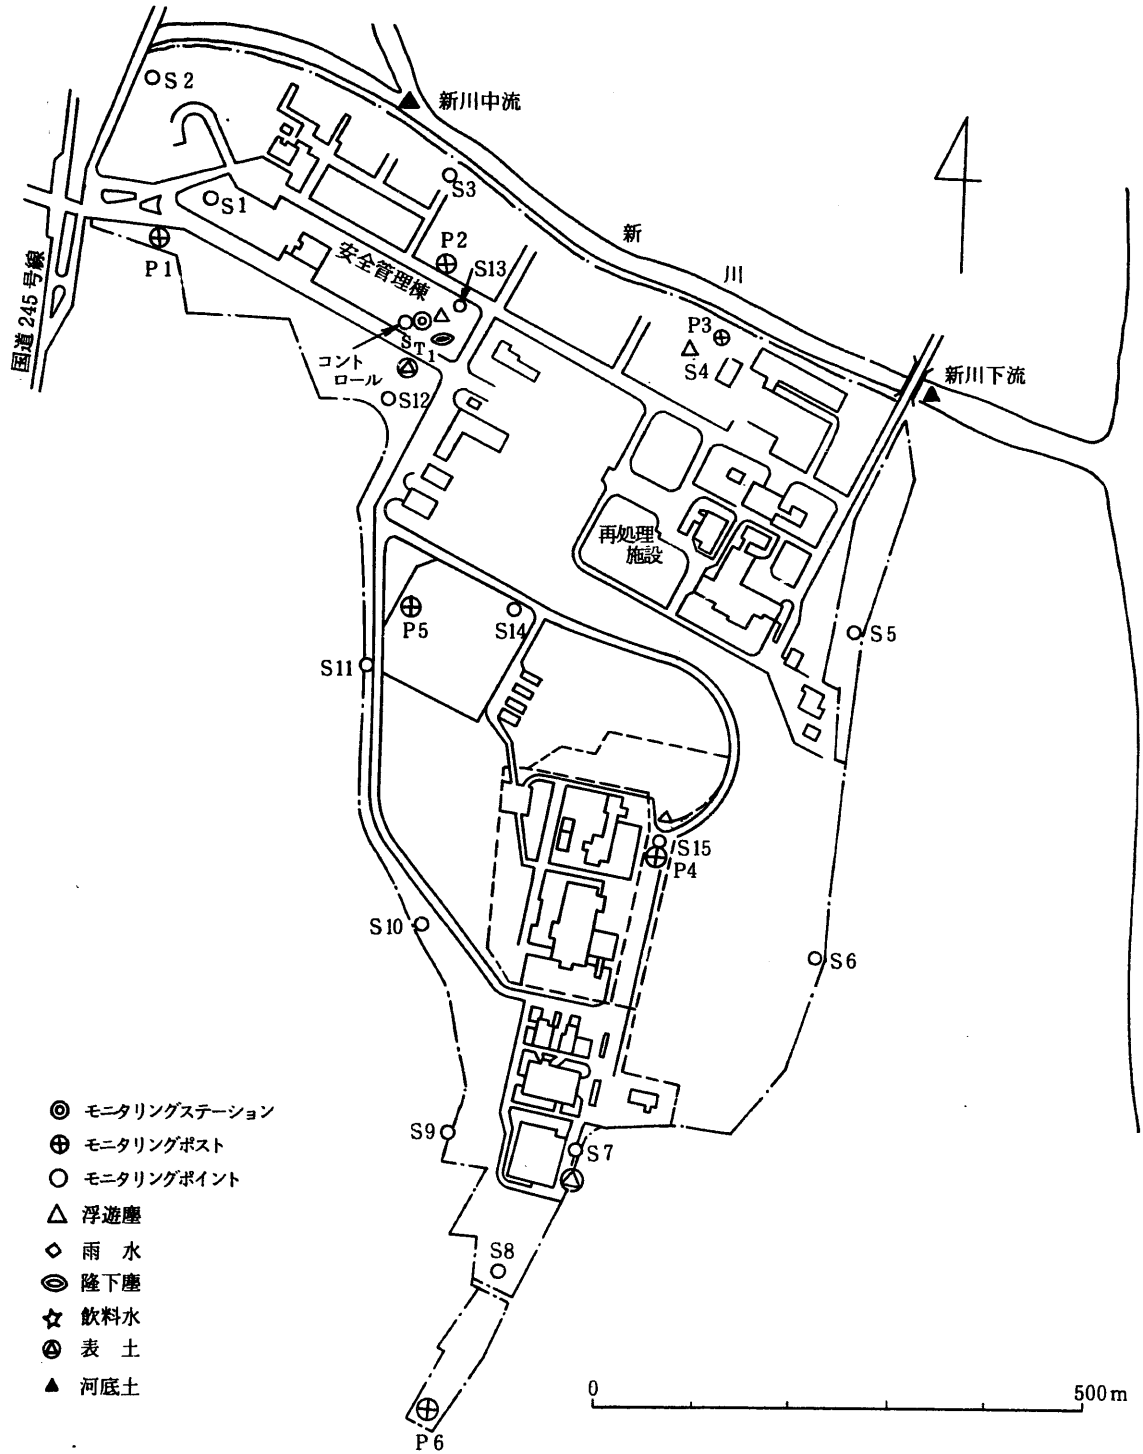 S2
新川中流
S3
S1
P2
新
川
P1
安全管理棟
S13
国道245号線
P3
S4
ST1
コント
ロール
新川下流
S12
再処理
施設
P5
S14
S5
S11
S15
P4
S10
S6
S9
S7
S8
P6
モニタリングステーション
モニタリングポスト
モニタリングポイント
浮遊塵
雨 水
隆下塵
飲料水
表 土
河底土
0
500m